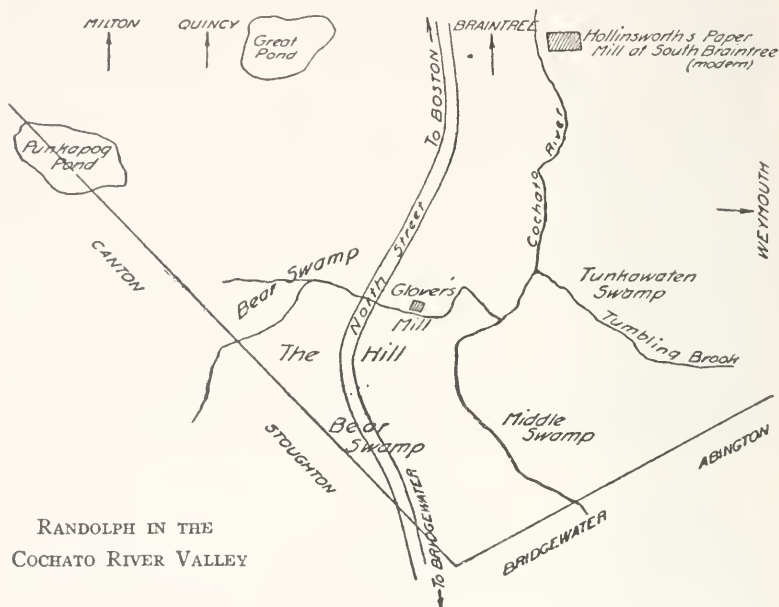 MILTON
QUINCY
Great
Pond
To BOSTON
BRAINTREE
Hollinsworth's Paper
Mill at South Braintree
(modern)
Punkapog
Pond
Cochato River
WEYMOUTH
CANTON
Bear Swamp
North Street
Glover's
Mill
Tunkawaten
Swamp
Tumbling Brook
The Hill
Bear
Swamp
Middle
Swamp
STOUGHTON
ABINGTON
BRIDGEWATER
To BRIDGEWATER
RANDOLPH IN THE
COCHATO RIVER VALLEY